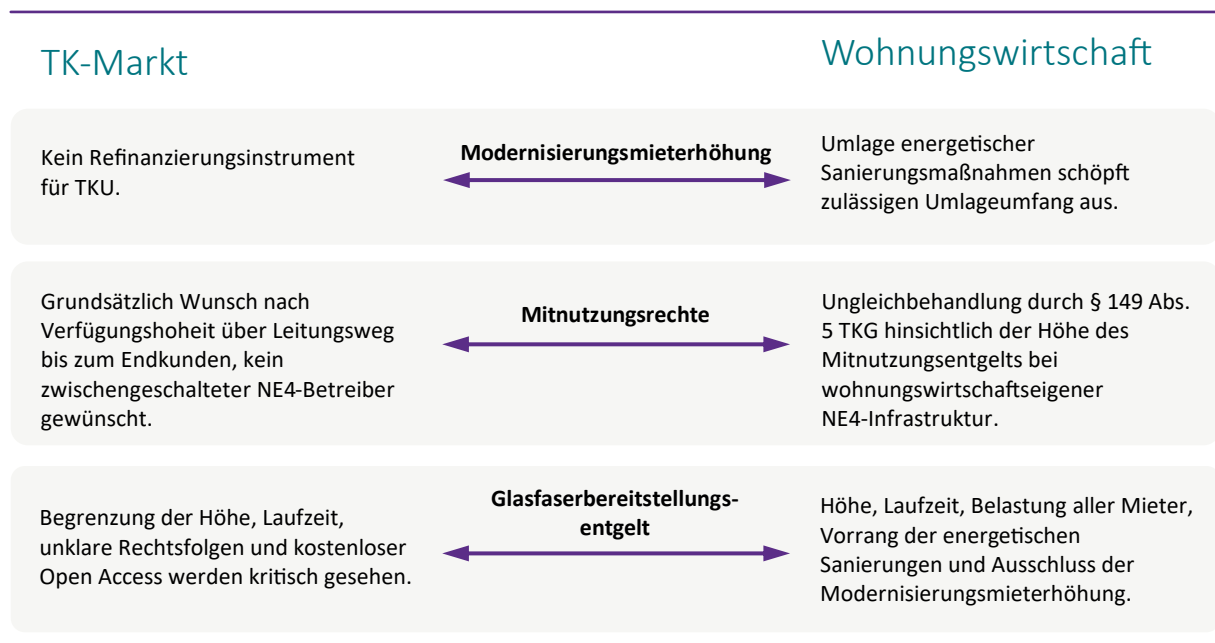 TK-Markt
Wohnungswirtschaft
Kein Refinanzierungsinstrument
für TKU.
Modernisierungsmieterhöhung
Umlage energetischer
Sanierungsmaßnahmen schöpft
zulässigen Umlageumfang aus.
Grundsätzlich Wunsch nach
Verfügungshoheit über Leitungsweg
bis zum Endkunden, kein
zwischengeschalteter NE4-Betreiber
gewünscht.
Mitnutzungsrechte
Ungleichbehandlung durch § 149 Abs.
5 TKG hinsichtlich der Höhe des
Mitnutzungsentgelts bei
wohnungswirtschaftseigener
NE4-Infrastruktur.
Begrenzung der Höhe, Laufzeit,
unklare Rechtsfolgen und kostenloser
Open Access werden kritisch gesehen.
Glasfaserbereitstellungs-
entgelt
Höhe, Laufzeit, Belastung aller Mieter,
Vorrang der energetischen
Sanierungen und Ausschluss der
Modernisierungsmieterhöhung.